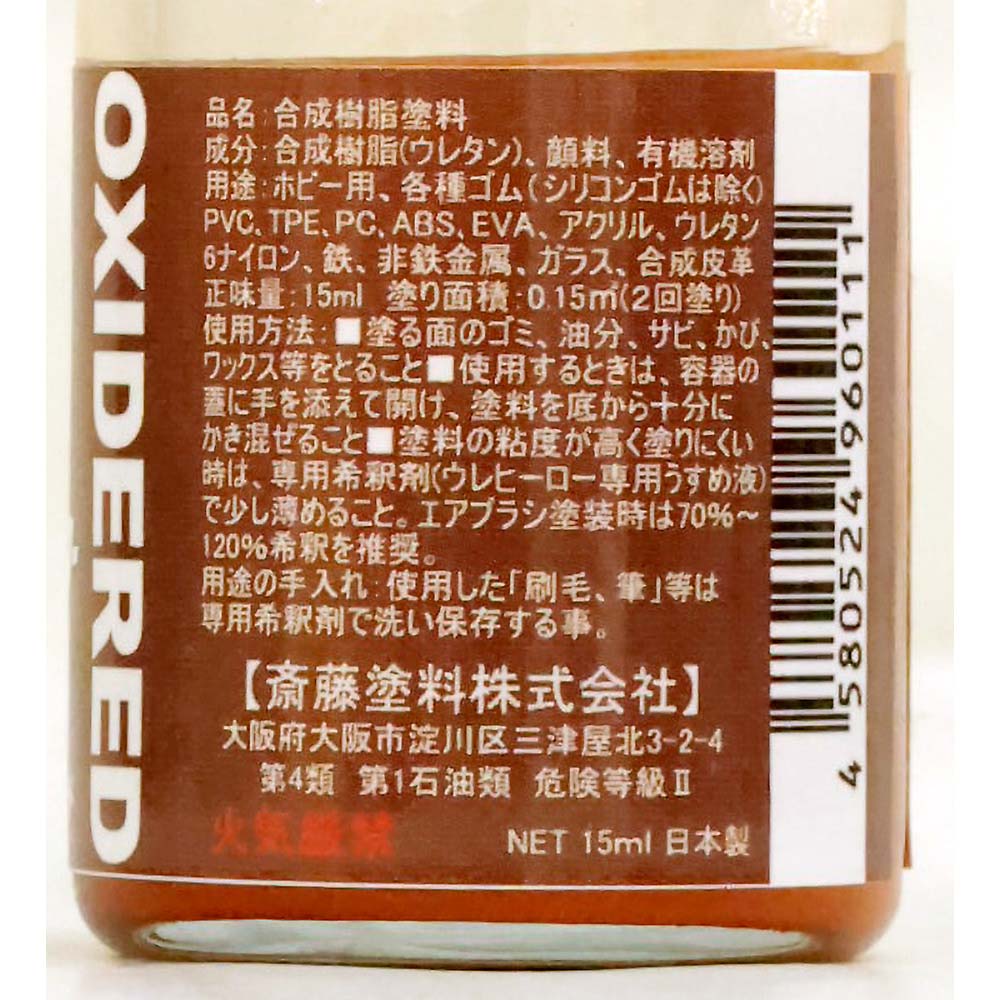 OXIDERED
品名:合成樹脂塗料
成分:合成樹脂(ウレタン)、顔料、有機溶剤
用途:ホビー用、各種ゴム(シリコンゴムは除く)
PVC、TPE、PC、ABS、EVA、アクリル、ウレタン
6ナイロン、鉄、非鉄金属、ガラス、合成皮革
正味量:15ml 塗り面積:0.15㎡(2回塗り)
使用方法:■塗る面のゴミ、油分、サビ、かび、
ワックス等をとること■使用するときは、容器の
蓋に手を添えて開け、塗料を底から十分に
かき混ぜること■塗料の粘度が高く塗りにくい
時は、専用希釈剤(ウレヒーロー専用うすめ液)
で少し薄めること。エアブラシ塗装時は70%~
120%希釈を推奨。
用途の手入れ:使用した「刷毛、筆」等は
専用希釈剤で洗い保存する事。
【斎藤塗料株式会社】
大阪府大阪市淀川区三津屋北3-2-4
第4類 第1石油類 危険等級Ⅱ
火気厳禁
NET 15ml 日本製
4580524960111